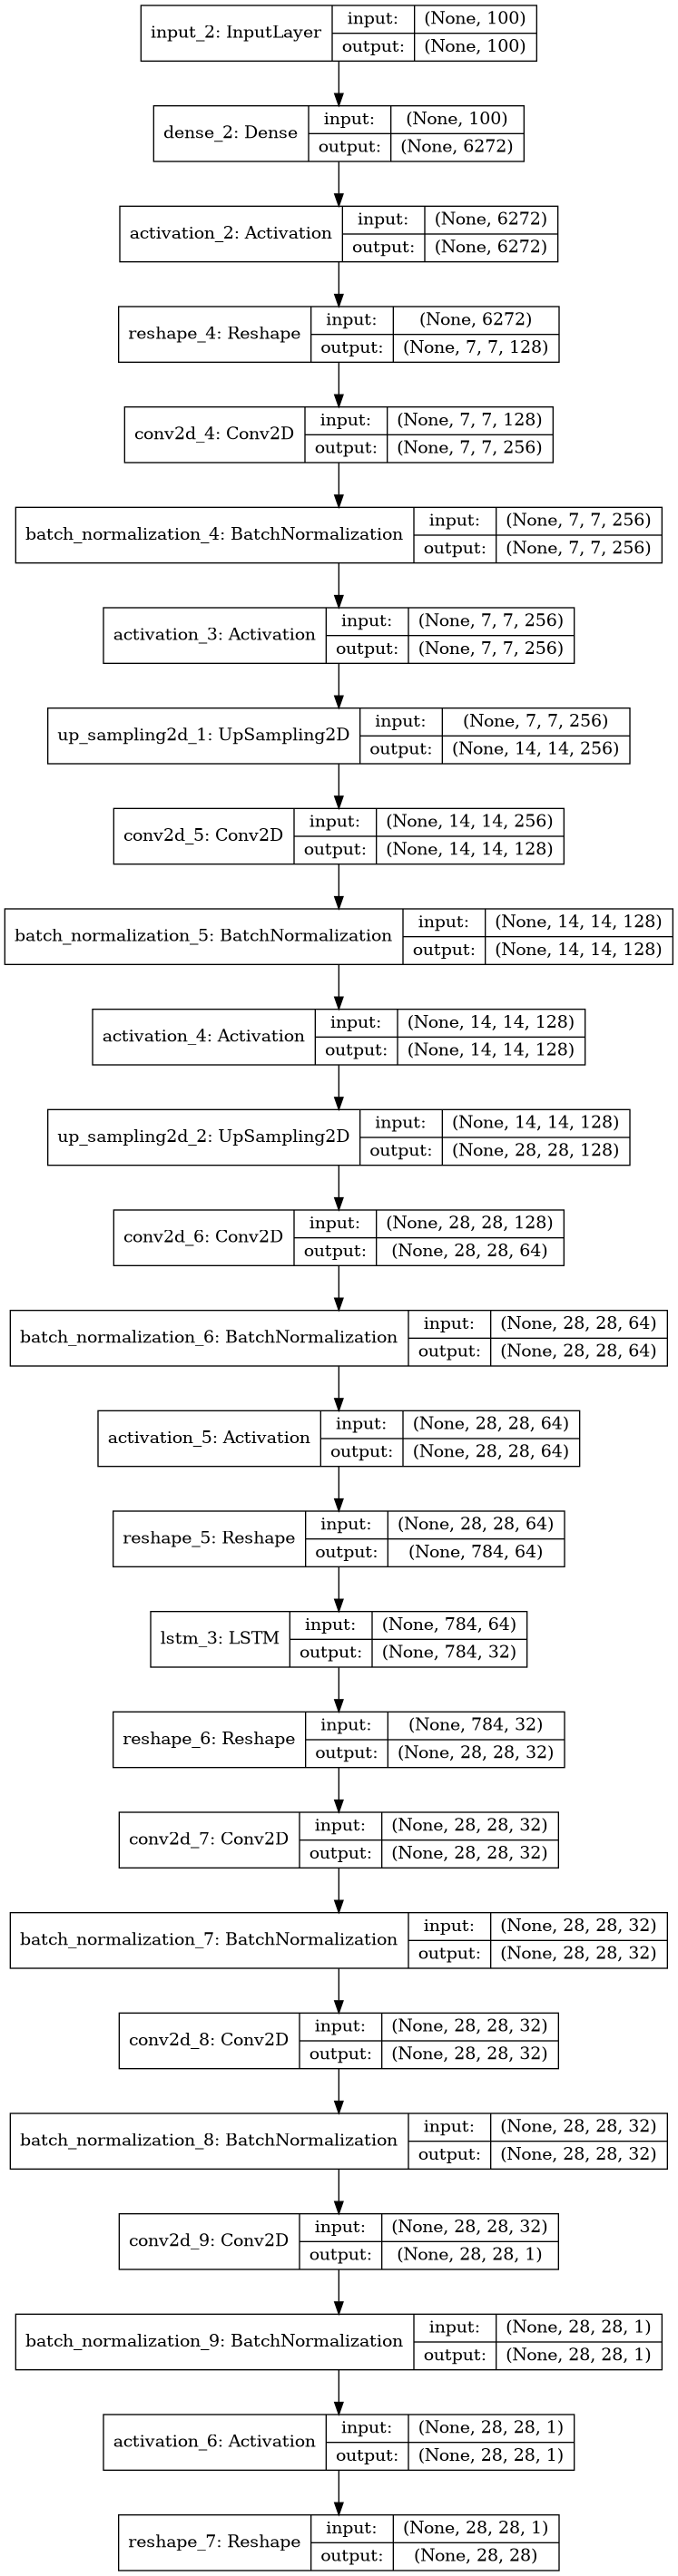 input_2: InputLayer
input: (None, 100)
output: (None, 100)
dense_2: Dense
input: (None, 100)
output: (None, 6272)
activation_2: Activation
input: (None, 6272)
output: (None, 6272)
reshape_4: Reshape
input: (None, 6272)
output: (None, 7, 7, 128)
conv2d_4: Conv2D
input: (None, 7, 7, 128)
output: (None, 7, 7, 256)
batch_normalization_4: BatchNormalization
input: (None, 7, 7, 256)
output: (None, 7, 7, 256)
activation_3: Activation
input: (None, 7, 7, 256)
output: (None, 7, 7, 256)
up_sampling2d_1: UpSampling2D
input: (None, 7, 7, 256)
output: (None, 14, 14, 256)
conv2d_5: Conv2D
input: (None, 14, 14, 256)
output: (None, 14, 14, 128)
batch_normalization_5: BatchNormalization
input: (None, 14, 14, 128)
output: (None, 14, 14, 128)
activation_4: Activation
input: (None, 14, 14, 128)
output: (None, 14, 14, 128)
up_sampling2d_2: UpSampling2D
input: (None, 14, 14, 128)
output: (None, 28, 28, 128)
conv2d_6: Conv2D
input: (None, 28, 28, 128)
output: (None, 28, 28, 64)
batch_normalization_6: BatchNormalization
input: (None, 28, 28, 64)
output: (None, 28, 28, 64)
activation_5: Activation
input: (None, 28, 28, 64)
output: (None, 28, 28, 64)
reshape_5: Reshape
input: (None, 28, 28, 64)
output: (None, 784, 64)
lstm_3: LSTM
input: (None, 784, 64)
output: (None, 784, 32)
reshape_6: Reshape
input: (None, 784, 32)
output: (None, 28, 28, 32)
conv2d_7: Conv2D
input: (None, 28, 28, 32)
output: (None, 28, 28, 32)
batch_normalization_7: BatchNormalization
input: (None, 28, 28, 32)
output: (None, 28, 28, 32)
conv2d_8: Conv2D
input: (None, 28, 28, 32)
output: (None, 28, 28, 32)
batch_normalization_8: BatchNormalization
input: (None, 28, 28, 32)
output: (None, 28, 28, 32)
conv2d_9: Conv2D
input: (None, 28, 28, 32)
output: (None, 28, 28, 1)
batch_normalization_9: BatchNormalization
input: (None, 28, 28, 1)
output: (None, 28, 28, 1)
activation_6: Activation
input: (None, 28, 28, 1)
output: (None, 28, 28, 1)
reshape_7: Reshape
input: (None, 28, 28, 1)
output: (None, 28, 28)